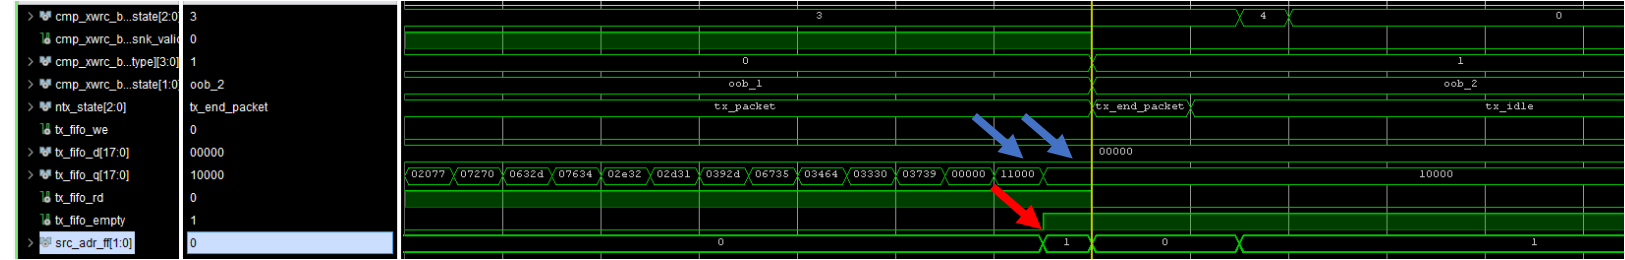 cmp_xwrc_b...state[2:0] 3 3 4 0
cmp_xwrc_b...snk_valid 0
cmp_xwrc_b...type][3:0] 1 0 1
cmp_xwrc_b...state[1:0] oob_2 oob_1 oob_2
ntx_state[2:0] tx_end_packet tx_packet tx_end_packet tx_idle
tx_fifo_we 0
tx_fifo_d[17:0] 00000 00000
tx_fifo_q[17:0] 10000 02077 07270 0632d 07634 02e32 02d31 0392d 06735 03464 03330 03739 00000 11000 10000
tx_fifo_rd 0
tx_fifo_empty 1
src_adr_ff[1:0] 0 0 1 0 1